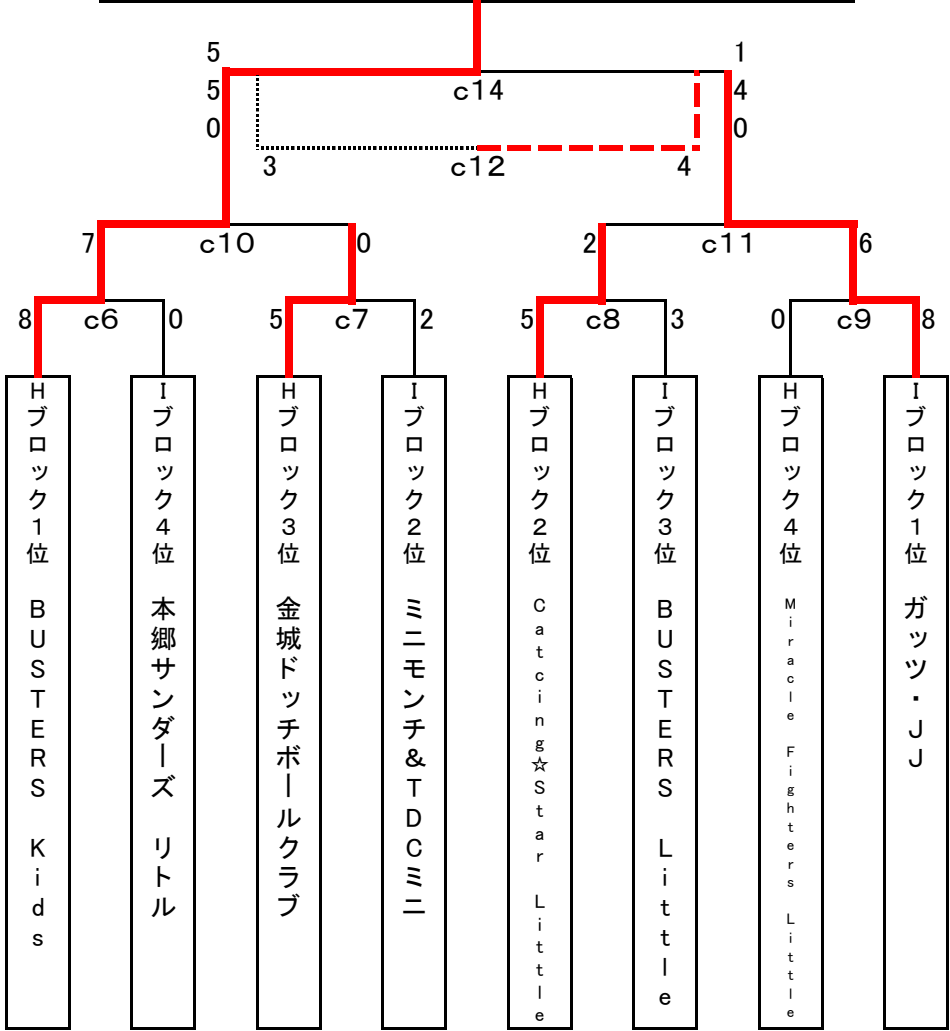 5 1
5 c14 4
0 0
3 c12 4
7 c10 0 2 c11 6
8 c6 0 5 c7 2 5 c8 3 0 c9 8
Hブロック1位 BUSTERS Kids
Iブロック4位 本郷サンダーズ リトル
Hブロック3位 金城ドッチボールクラブ
Iブロック2位 ミニモンチ&TDCミニ
Hブロック2位 Catcing☆Star Little
Iブロック3位 BUSTERS Little
Hブロック4位 Miracle Fighters Little
Iブロック1位 ガッツ・JJ